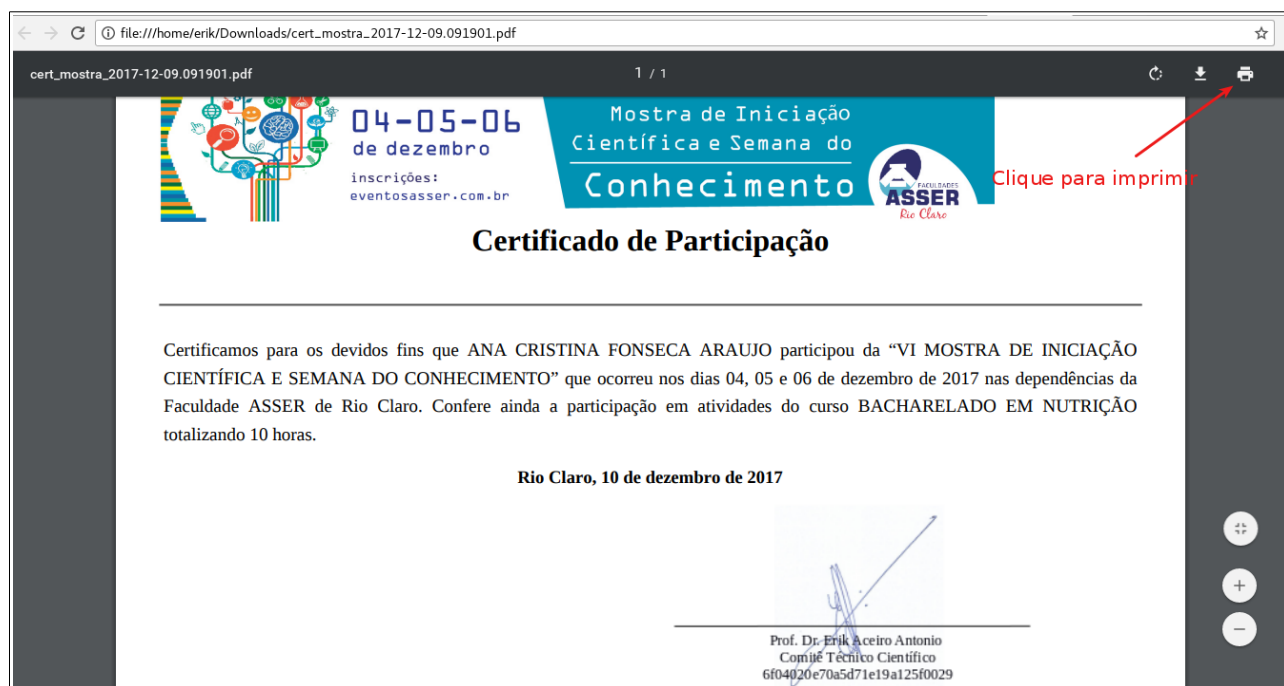 file:///home/erik/Downloads/cert_mostra_2017-12-09.091901.pdf
cert_mostra_2017-12-09.091901.pdf
1 / 1
04-05-06
de dezembro
inscrições:
eventosasser.com.br
Mostra de Iniciação
Científica e Semana do
Conhecimento
FACULDADES
ASSER
Rio Claro
Clique para imprimir
Certificado de Participação
Certificamos para os devidos fins que ANA CRISTINA FONSECA ARAUJO participou da “VI MOSTRA DE INICIAÇÃO
CIENTÍFICA E SEMANA DO CONHECIMENTO” que ocorreu nos dias 04, 05 e 06 de dezembro de 2017 nas dependências da
Faculdade ASSER de Rio Claro. Confere ainda a participação em atividades do curso BACHARELADO EM NUTRIÇÃO
totalizando 10 horas.
Rio Claro, 10 de dezembro de 2017
Prof. Dr. Erik Aceiro Antonio
Comitê Técnico Científico
6f04020e70a5d71e19a125f0029